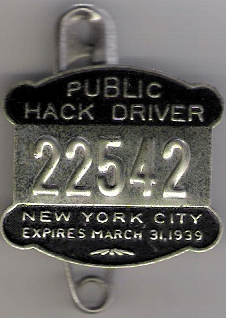 PUBLIC
HACK DRIVER
22542
NEW YORK CITY
EXPIRES MARCH 31,1939